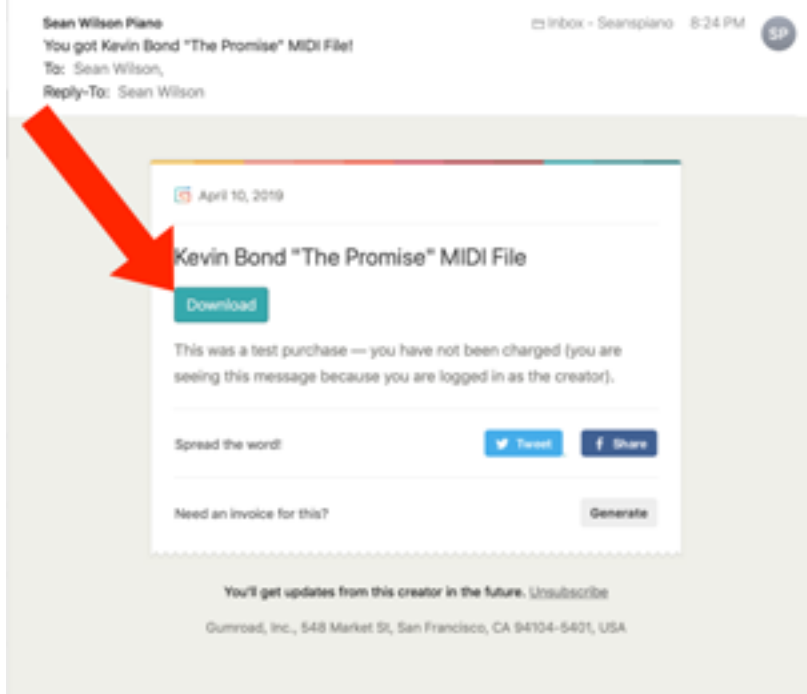 Sean Wilson Piano
Inbox - Seanspiano 8:24 PM
SP
You got Kevin Bond "The Promise" MIDI File!
To: Sean Wilson,
Reply-To: Sean Wilson
April 10, 2019
Kevin Bond "The Promise" MIDI File
Download
This was a test purchase — you have not been charged (you are
seeing this message because you are logged in as the creator).
Spread the word!
Tweet
Share
Need an invoice for this?
Generate
You'll get updates from this creator in the future. Unsubscribe
Gumroad, Inc., 548 Market St, San Francisco, CA 94104-5401, USA